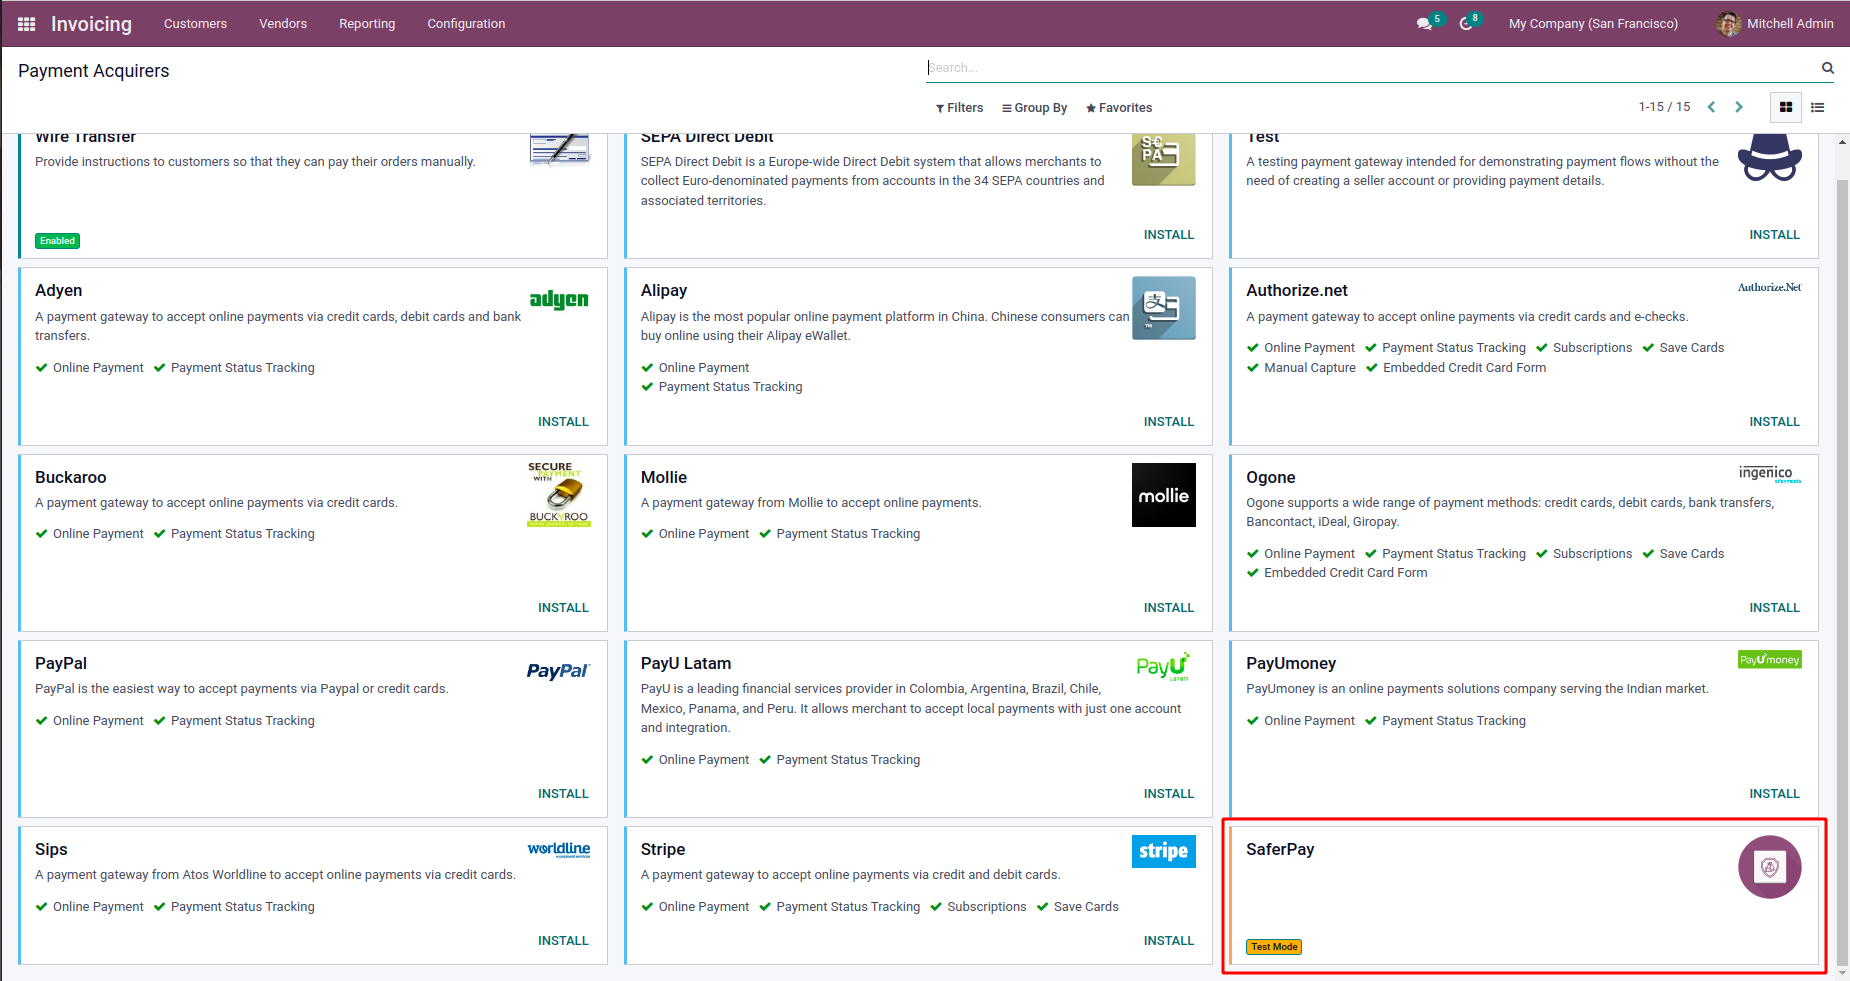 Invoicing
Customers
Vendors
Reporting
Configuration
5
8
My Company (San Francisco)
Mitchell Admin
Payment Acquirers
Search...
Filters
Group By
Favorites
1-15 / 15
Wire Transfer
Provide instructions to customers so that they can pay their orders manually.
Enabled
SEPA Direct Debit
SEPA Direct Debit is a Europe-wide Direct Debit system that allows merchants to
collect Euro-denominated payments from accounts in the 34 SEPA countries and
associated territories.
S€
PA
INSTALL
Test
A testing payment gateway intended for demonstrating payment flows without the
need of creating a seller account or providing payment details.
INSTALL
Adyen
adyen
A payment gateway to accept online payments via credit cards, debit cards and bank
transfers.
Online Payment Payment Status Tracking
INSTALL
Alipay
Alipay is the most popular online payment platform in China. Chinese consumers can
buy online using their Alipay eWallet.
支
TM
Online Payment
Payment Status Tracking
INSTALL
Authorize.net
Authorize.Net
A payment gateway to accept online payments via credit cards and e-checks.
Online Payment Payment Status Tracking Subscriptions Save Cards
Manual Capture Embedded Credit Card Form
INSTALL
Buckaroo
A payment gateway to accept online payments via credit cards.
SECURE
PAYMENT
WITH
BUCKAROO
Online Payment Payment Status Tracking
INSTALL
Mollie
A payment gateway from Mollie to accept online payments.
mollie
Online Payment Payment Status Tracking
INSTALL
Ogone
ingenico
ePayments
Ogone supports a wide range of payment methods: credit cards, debit cards, bank transfers,
Bancontact, iDeal, Giropay.
Online Payment Payment Status Tracking Subscriptions Save Cards
Embedded Credit Card Form
INSTALL
PayPal
PayPal
PayPal is the easiest way to accept payments via Paypal or credit cards.
Online Payment Payment Status Tracking
INSTALL
PayU Latam
PayU
LATAM
PayU is a leading financial services provider in Colombia, Argentina, Brazil, Chile,
Mexico, Panama, and Peru. It allows merchant to accept local payments with just one account
and integration.
Online Payment Payment Status Tracking
INSTALL
PayUmoney
PayUmoney
PayUmoney is an online payments solutions company serving the Indian market.
Online Payment Payment Status Tracking
INSTALL
Sips
worldline
e-payment services
A payment gateway from Atos Worldline to accept online payments via credit cards.
Online Payment Payment Status Tracking
INSTALL
Stripe
stripe
A payment gateway to accept online payments via credit and debit cards.
Online Payment Payment Status Tracking Subscriptions Save Cards
INSTALL
SaferPay
Test Mode